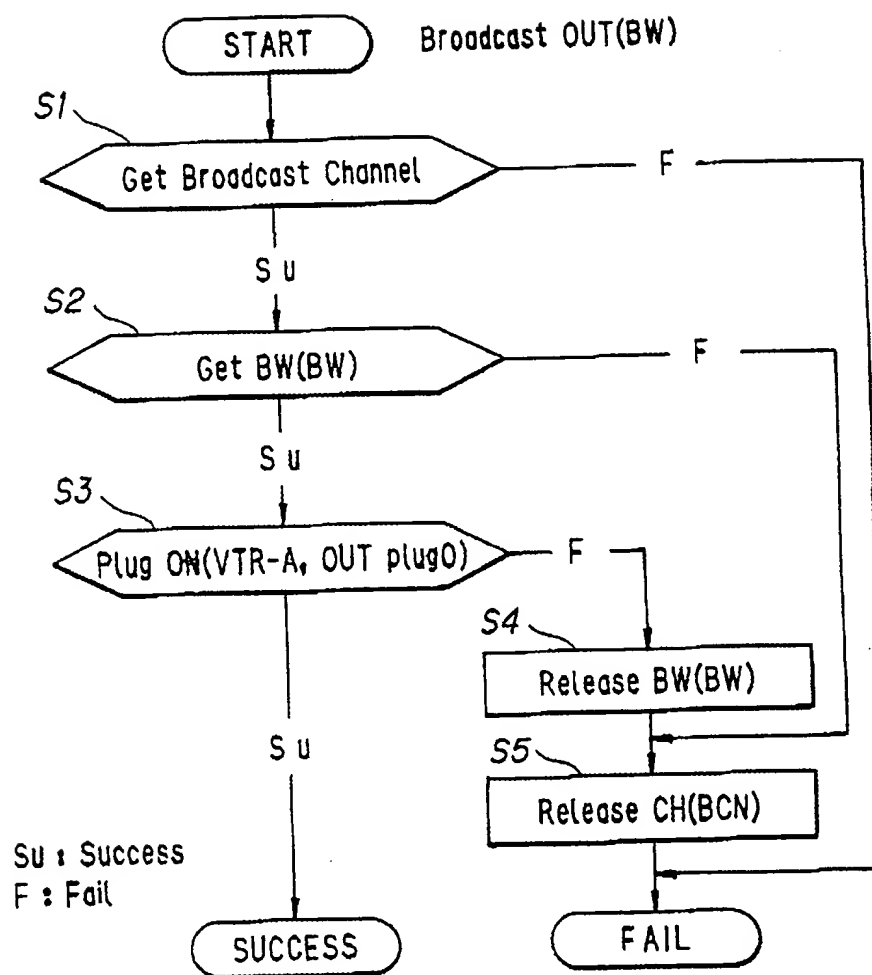 START
Broadcast OUT(BW)
S1
Get Broadcast Channel
F
Su
S2
Get BW(BW)
F
Su
S3
Plug ON(VTR-A, OUT plug0)
F
S4
Release BW(BW)
Su
S5
Release CH(BCN)
Su : Success
F : Fail
SUCCESS
FAIL